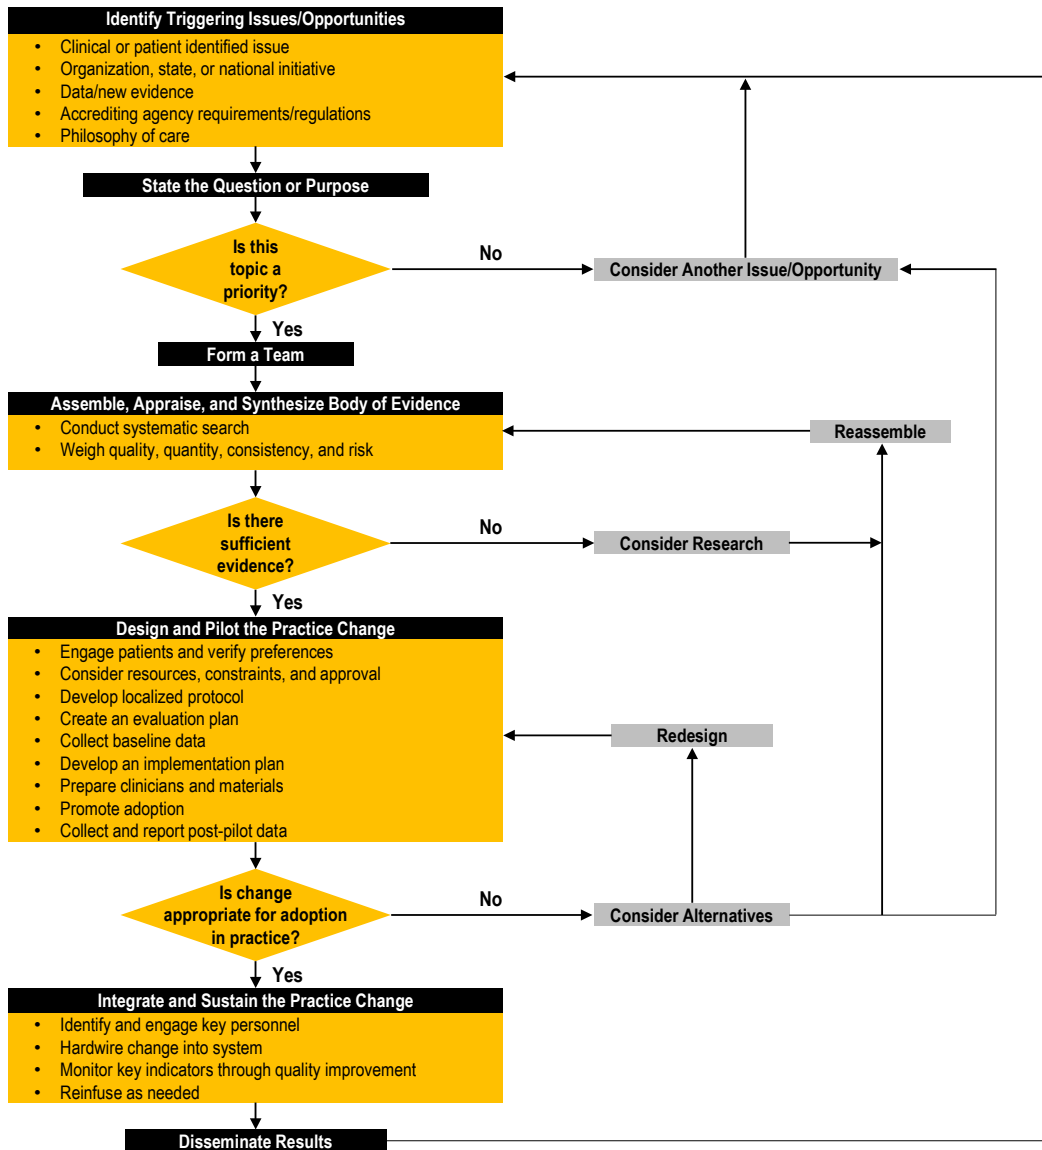 Identify Triggering Issues/Opportunities
• Clinical or patient identified issue
• Organization, state, or national initiative
• Data/new evidence
• Accrediting agency requirements/regulations
• Philosophy of care
State the Question or Purpose
Is this
topic a
priority?
No
Consider Another Issue/Opportunity
Yes
Form a Team
Assemble, Appraise, and Synthesize Body of Evidence
• Conduct systematic search
• Weigh quality, quantity, consistency, and risk
Reassemble
Is there
sufficient
evidence?
No
Consider Research
Yes
Design and Pilot the Practice Change
• Engage patients and verify preferences
• Consider resources, constraints, and approval
• Develop localized protocol
• Create an evaluation plan
• Collect baseline data
• Develop an implementation plan
• Prepare clinicians and materials
• Promote adoption
• Collect and report post-pilot data
Redesign
Is change
appropriate for adoption
in practice?
No
Consider Alternatives
Yes
Integrate and Sustain the Practice Change
• Identify and engage key personnel
• Hardwire change into system
• Monitor key indicators through quality improvement
• Reinfuse as needed
Disseminate Results